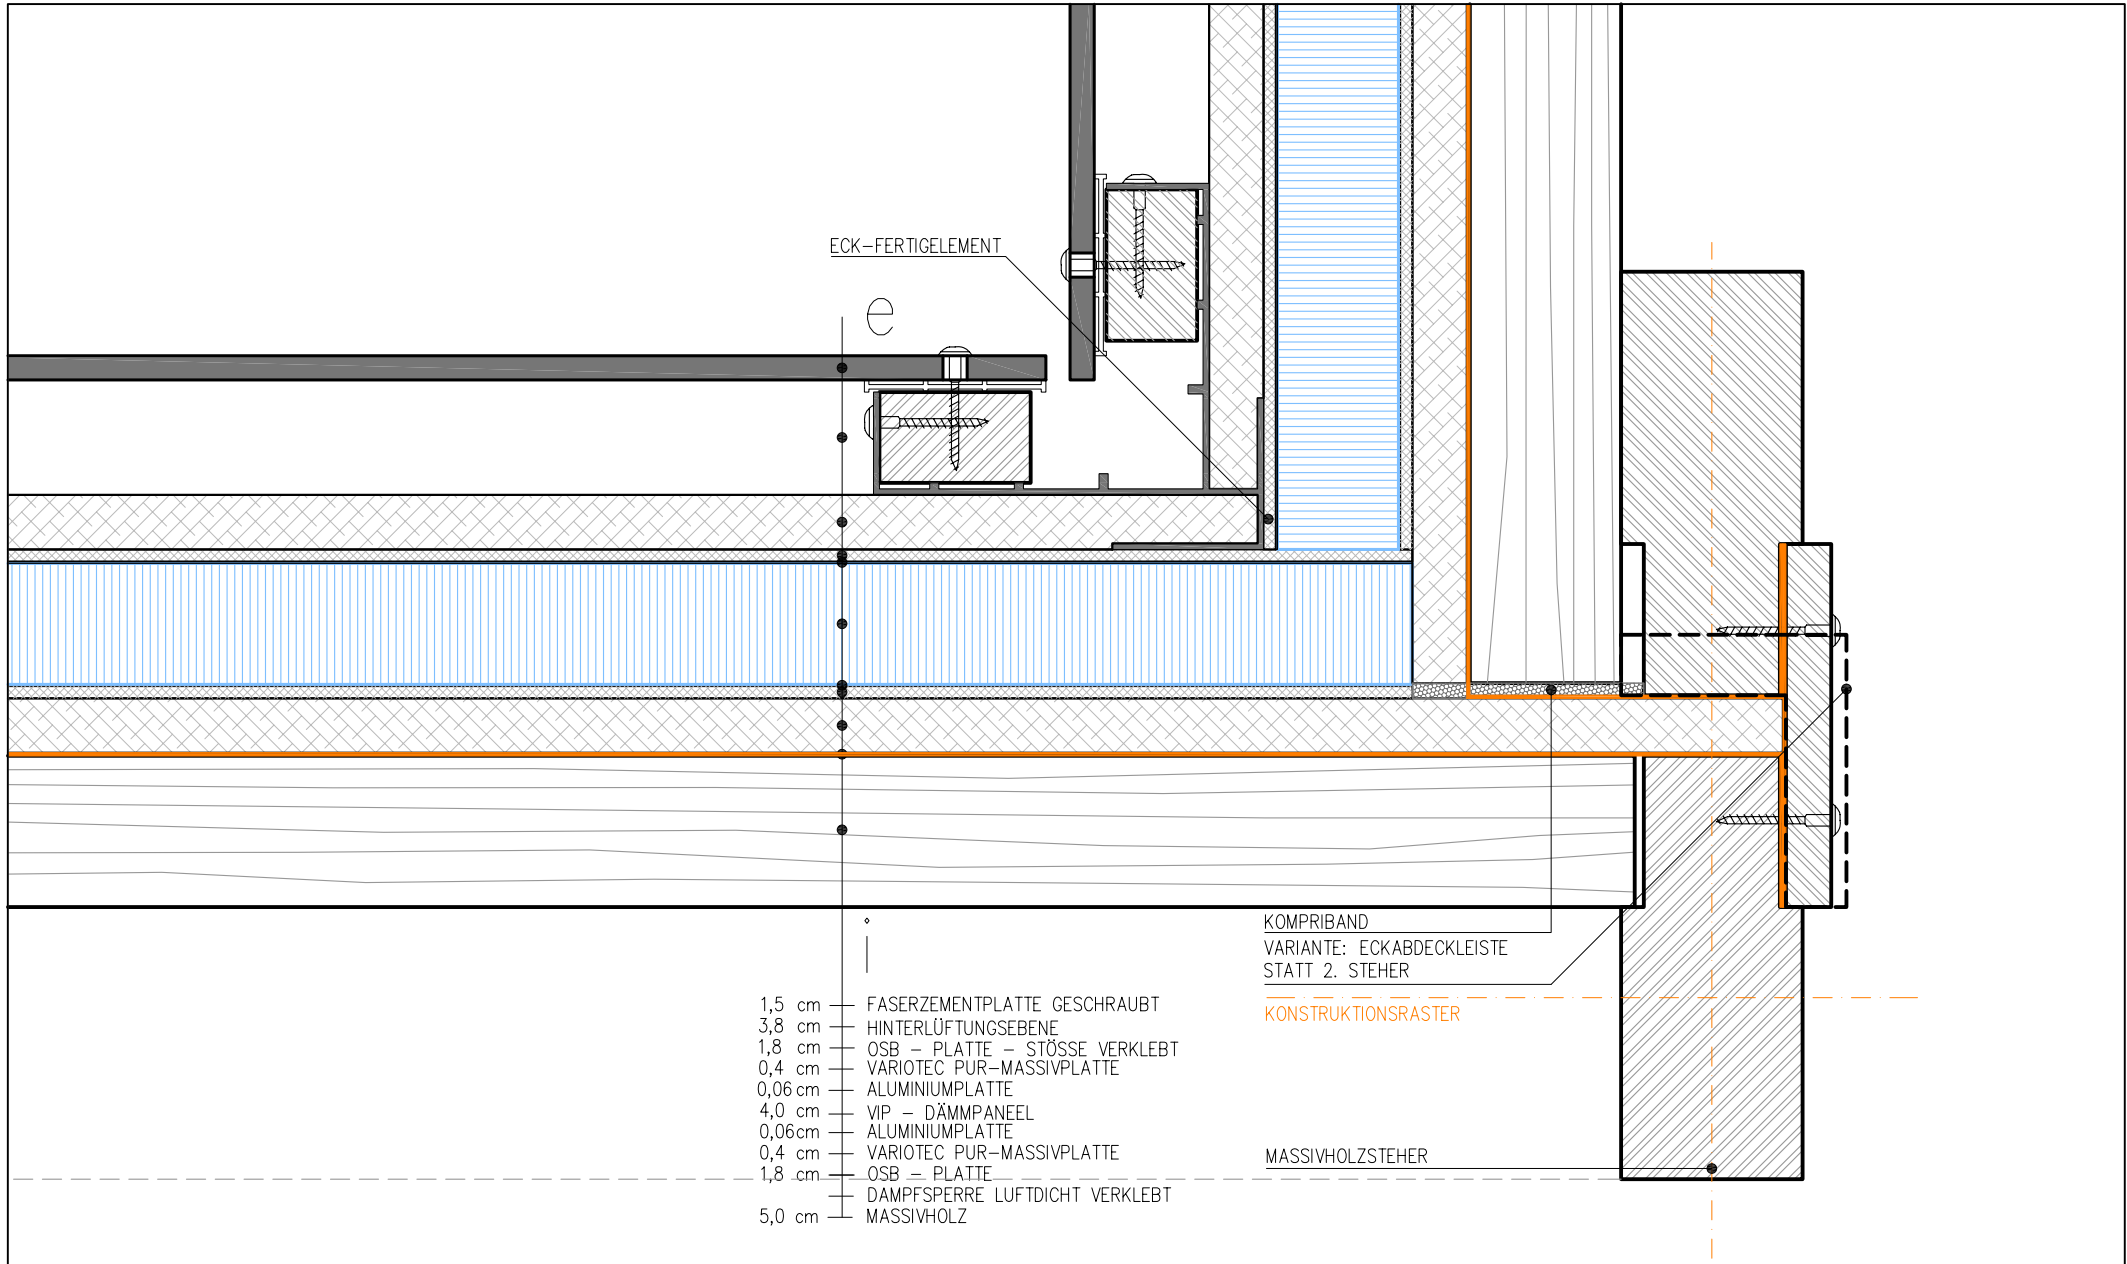 ECK-FERTIGELEMENT
e
i
KOMPRIBAND
VARIANTE: ECKABDECKLEISTE
STATT 2. STEHER
KONSTRUKTIONSRASTER
1,5 cm FASERZEMENTPLATTE GESCHRAUBT
3,8 cm HINTERLÜFTUNGSEBENE
1,8 cm OSB - PLATTE - STÖSSE VERKLEBT
0,4 cm VARIOTEC PUR-MASSIVPLATTE
0,06 cm ALUMINIUMPLATTE
4,0 cm VIP - DÄMMPANEEL
0,06cm ALUMINIUMPLATTE
0,4 cm VARIOTEC PUR-MASSIVPLATTE
1,8 cm OSB - PLATTE
DAMPFSPERRE LUFTDICHT VERKLEBT
5,0 cm MASSIVHOLZ
MASSIVHOLZSTEHER